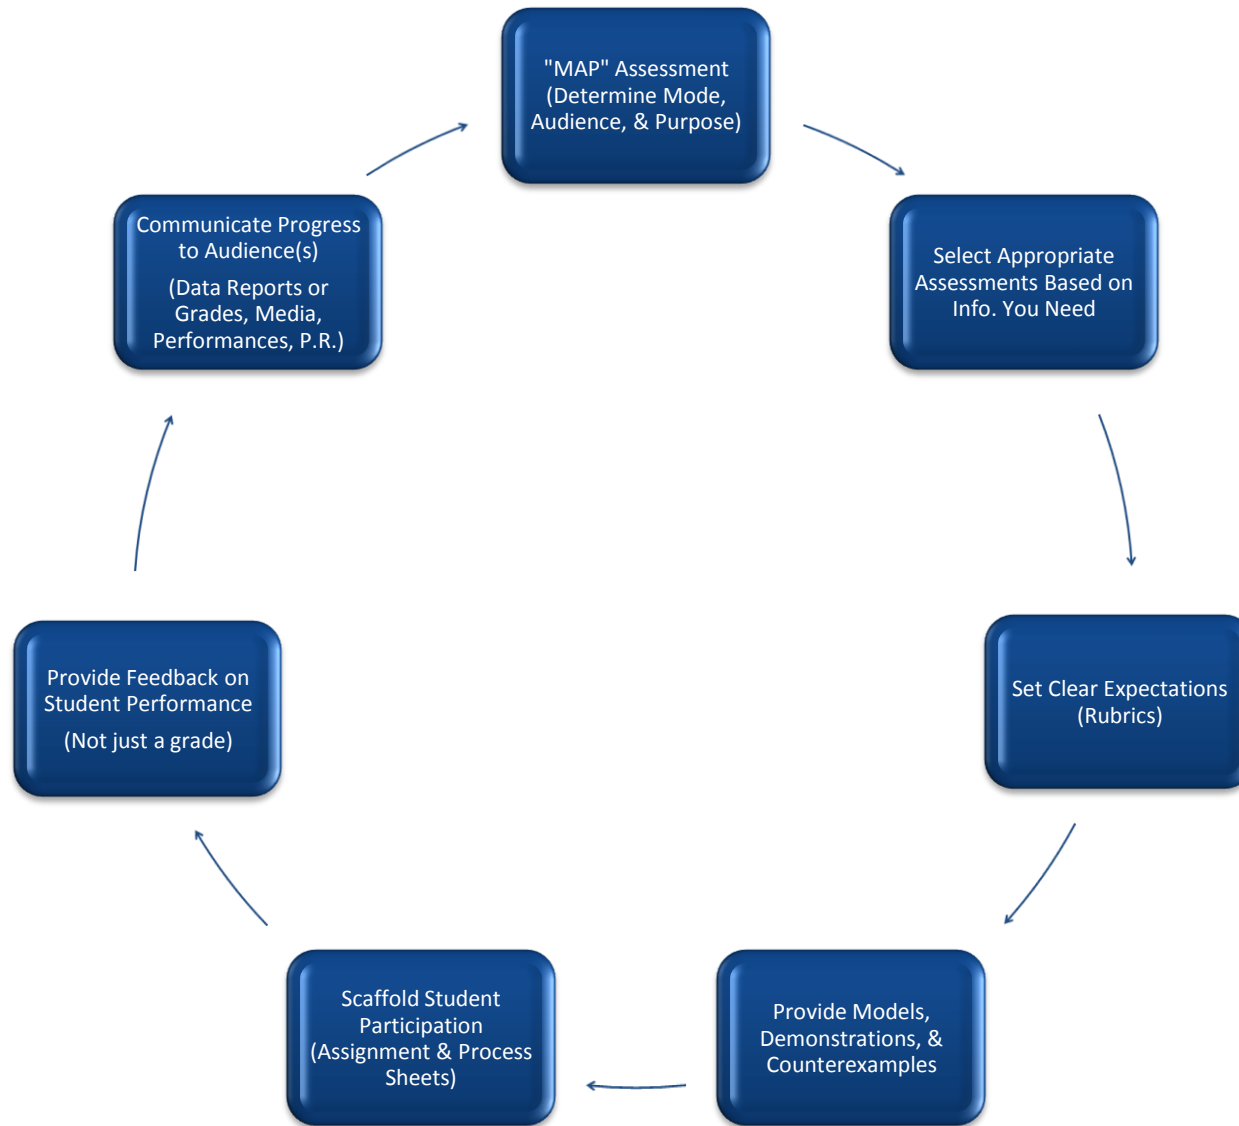 "MAP" Assessment
(Determine Mode,
Audience, & Purpose)
Select Appropriate
Assessments Based on
Info. You Need
Set Clear Expectations
(Rubrics)
Provide Models,
Demonstrations, &
Counterexamples
Scaffold Student
Participation
(Assignment & Process
Sheets)
Provide Feedback on
Student Performance
(Not just a grade)
Communicate Progress
to Audience(s)
(Data Reports or
Grades, Media,
Performances, P.R.)